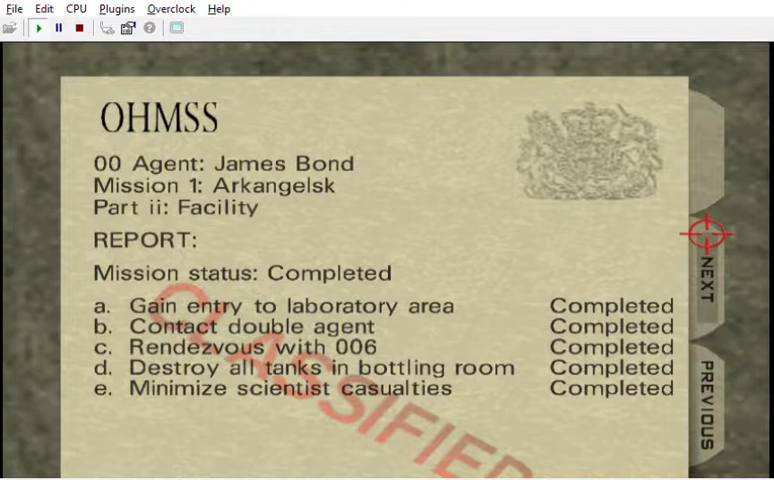 File Edit CPU Plugins Overclock Help
OHMSS
00 Agent: James Bond
Mission 1: Arkangelsk
Part ii: Facility
REPORT:
Mission status: Completed
a. Gain entry to laboratory area Completed
b. Contact double agent Completed
c. Rendezvous with 006 Completed
d. Destroy all tanks in bottling room Completed
e. Minimize scientist casualties Completed
CLASSIFIED
NEXT
PREVIOUS